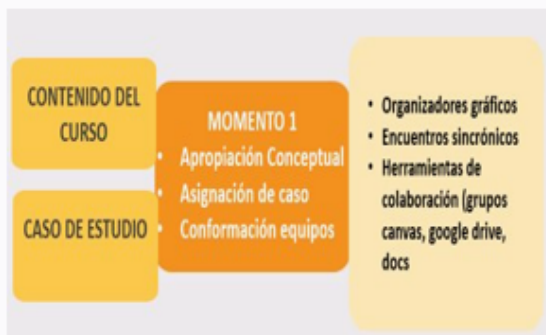 CONTENIDO DEL
CURSO
CASO DE ESTUDIO
MOMENTO 1
• Apropiación Conceptual
• Asignación de caso
• Conformación equipos
• Organizadores gráficos
• Encuentros sincrónicos
• Herramientas de
colaboración (grupos
canvas, google drive,
docs